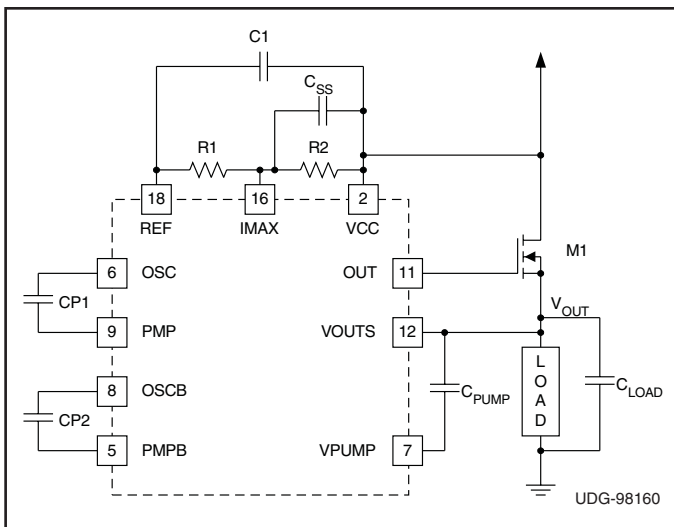 C1
CSS
R1
R2
18
16
2
REF
IMAX
VCC
6
OSC
OUT
11
M1
CP1
9
PMP
VOUTS
12
VOUT
8
OSCB
CPUMP
LOAD
CLOAD
CP2
5
PMPB
VPUMP
7
UDG-98160